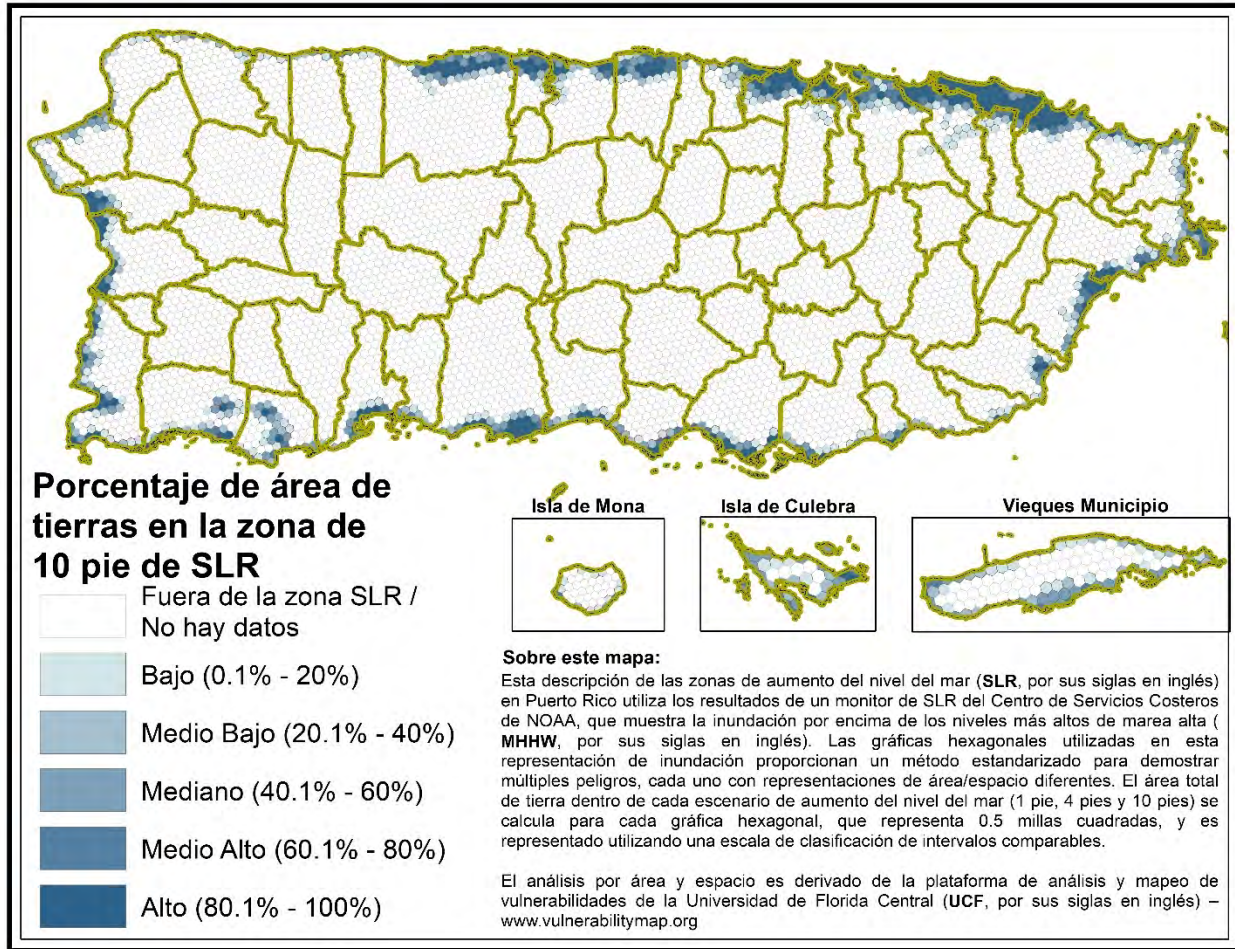 Porcentaje de área de
tierras en la zona de
10 pie de SLR
Fuera de la zona SLR /
No hay datos
Bajo (0.1% - 20%)
Medio Bajo (20.1% - 40%)
Mediano (40.1% - 60%)
Medio Alto (60.1% - 80%)
Alto (80.1% - 100%)
Isla de Mona
Isla de Culebra
Vieques Municipio
Sobre este mapa:
Esta descripción de las zonas de aumento del nivel del mar (SLR, por sus siglas en inglés)
en Puerto Rico utiliza los resultados de un monitor de SLR del Centro de Servicios Costeros
de NOAA, que muestra la inundación por encima de los niveles más altos de marea alta (
MHHW, por sus siglas en inglés). Las gráficas hexagonales utilizadas en esta
representación de inundación proporcionan un método estandarizado para demostrar
múltiples peligros, cada uno con representaciones de área/espacio diferentes. El área total
de tierra dentro de cada escenario de aumento del nivel del mar (1 pie, 4 pies y 10 pies) se
calcula para cada gráfica hexagonal, que representa 0.5 millas cuadradas, y es
representado utilizando una escala de clasificación de intervalos comparables.
El análisis por área y espacio es derivado de la plataforma de análisis y mapeo de
vulnerabilidades de la Universidad de Florida Central (UCF, por sus siglas en inglés) –
www.vulnerabilitymap.org